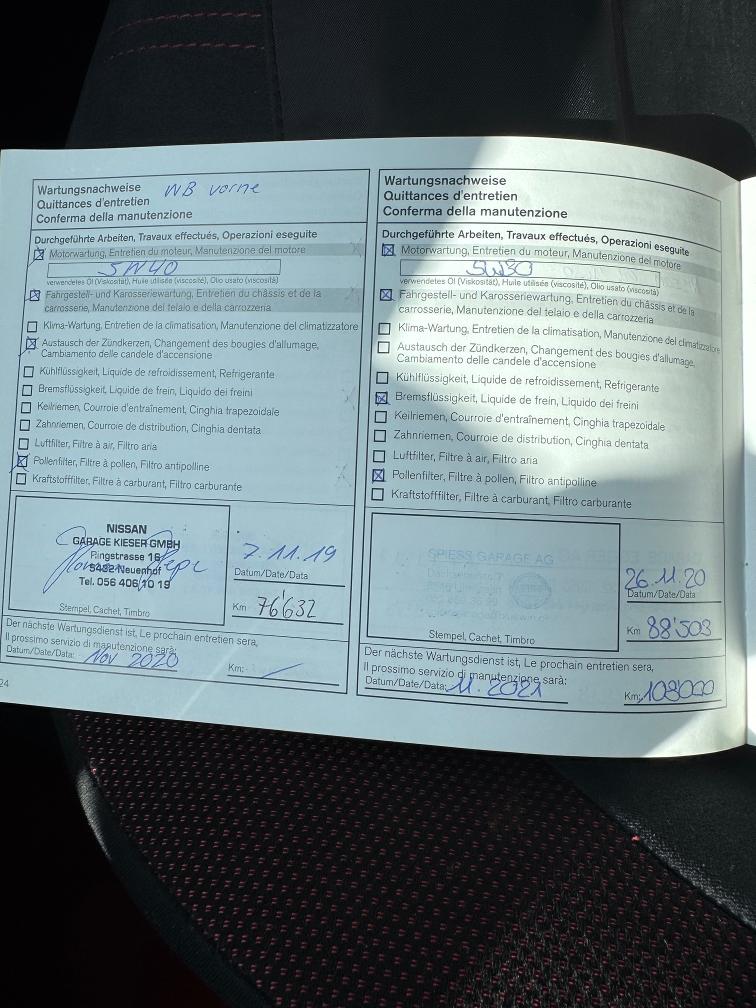 Wartungsnachweise WB vorne
Quittances d'entretien
Conferma della manutenzione
Durchgeführte Arbeiten, Travaux effectués, Operazioni eseguite
Motorwartung, Entretien du moteur, Manutenzione del motore
5W40
verwendetes Öl (Viskosität), Huile utilisée (viscosité), Olio usato (viscosità)
Fahrgestell- und Karosseriewartung, Entretien du châssis et de la
carrosserie, Manutenzione del telaio e della carrozzeria
Klima-Wartung, Entretien de la climatisation, Manutenzione del climatizzatore
Austausch der Zündkerzen, Changement des bougies d'allumage,
Cambiamento delle candele d'accensione
Kühlflüssigkeit, Liquide de refroidissement, Refrigerante
Bremsflüssigkeit, Liquide de frein, Liquido dei freini
Keilriemen, Courroie d'entraînement, Cinghia trapezoidale
Zahnriemen, Courroie de distribution, Cinghia dentata
Luftfilter, Filtre à air, Filtro aria
Pollenfilter, Filtre à pollen, Filtro antipolline
Kraftstofffilter, Filtre à carburant, Filtro carburante
NISSAN
GARAGE KIESER GMBH
Ringstrasse 16
5432 Neuenhof
Tel. 056 406 10 19
Stempel, Cachet, Timbro
7.11.19
Datum/Date/Data
Km 76'632
Der nächste Wartungsdienst ist, Le prochain entretien sera,
Il prossimo servizio di manutenzione sarà:
Datum/Date/Data: Nov 2020 Km:
24
Wartungsnachweise
Quittances d'entretien
Conferma della manutenzione
Durchgeführte Arbeiten, Travaux effectués, Operazioni eseguite
Motorwartung, Entretien du moteur, Manutenzione del motore
5W30
verwendetes Öl (Viskosität), Huile utilisée (viscosité), Olio usato (viscosità)
Fahrgestell- und Karosseriewartung, Entretien du châssis et de la
carrosserie, Manutenzione del telaio e della carrozzeria
Klima-Wartung, Entretien de la climatisation, Manutenzione del climatizzatore
Austausch der Zündkerzen, Changement des bougies d'allumage,
Cambiamento delle candele d'accensione
Kühlflüssigkeit, Liquide de refroidissement, Refrigerante
Bremsflüssigkeit, Liquide de frein, Liquido dei freini
Keilriemen, Courroie d'entraînement, Cinghia trapezoidale
Zahnriemen, Courroie de distribution, Cinghia dentata
Luftfilter, Filtre à air, Filtro aria
Pollenfilter, Filtre à pollen, Filtro antipolline
Kraftstofffilter, Filtre à carburant, Filtro carburante
SPIESS GARAGE AG
Stempel, Cachet, Timbro
26.11.20
Datum/Date/Data
Km 88'503
Der nächste Wartungsdienst ist, Le prochain entretien sera,
Il prossimo servizio di manutenzione sarà:
Datum/Date/Data: 11.2021 Km: 108000